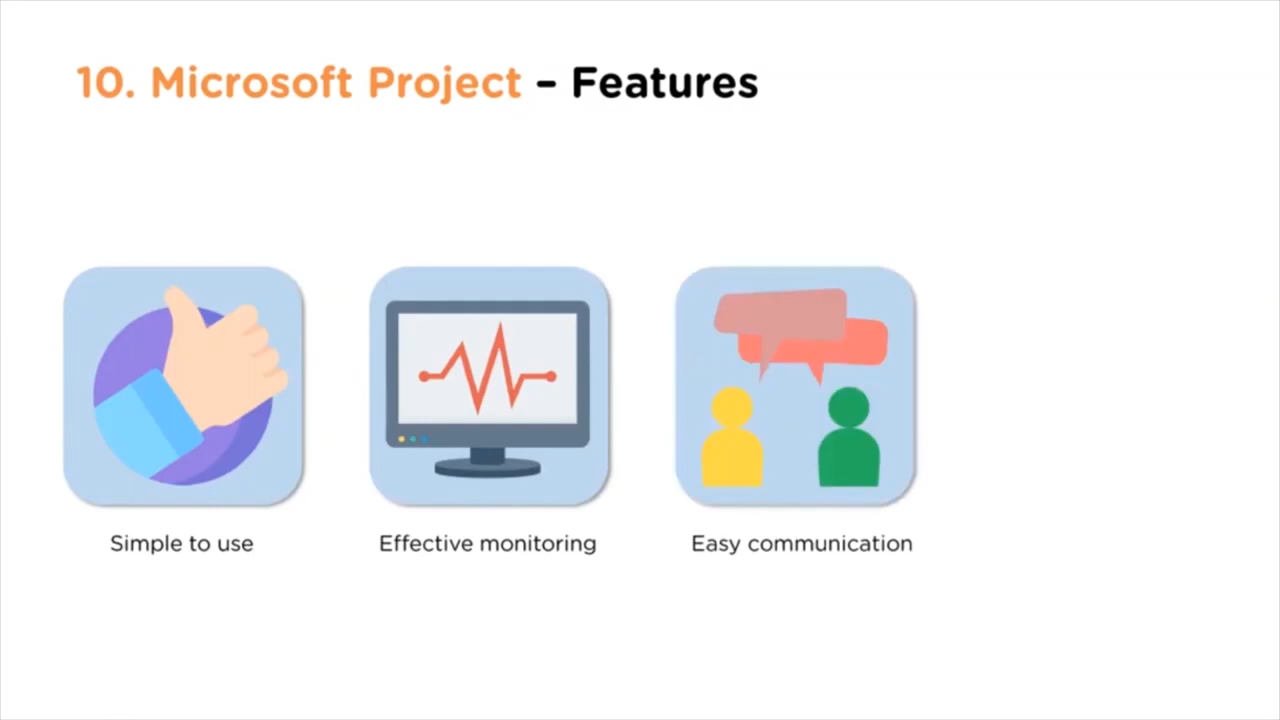 10. Microsoft Project – Features
Simple to use
Effective monitoring
Easy communication